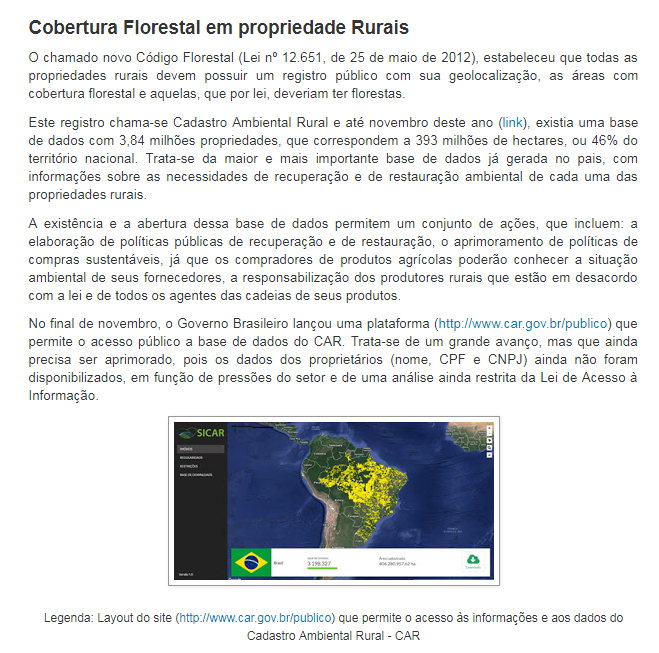 Cobertura Florestal em propriedade Rurais
O chamado novo Código Florestal (Lei nº 12.651, de 25 de maio de 2012), estabeleceu que todas as
propriedades rurais devem possuir um registro público com sua geolocalização, as áreas com
cobertura florestal e aquelas, que por lei, deveriam ter florestas.
Este registro chama-se Cadastro Ambiental Rural e até novembro deste ano (link), existia uma base
de dados com 3,84 milhões propriedades, que correspondem a 393 milhões de hectares, ou 46% do
território nacional. Trata-se da maior e mais importante base de dados já gerada no pais, com
informações sobre as necessidades de recuperação e de restauração ambiental de cada uma das
propriedades rurais.
A existência e a abertura dessa base de dados permitem um conjunto de ações, que incluem: a
elaboração de políticas públicas de recuperação e de restauração, o aprimoramento de políticas de
compras sustentáveis, já que os compradores de produtos agrícolas poderão conhecer a situação
ambiental de seus fornecedores, a responsabilização dos produtores rurais que estão em desacordo
com a lei e de todos os agentes das cadeias de seus produtos.
No final de novembro, o Governo Brasileiro lançou uma plataforma (http://www.car.gov.br/publico) que
permite o acesso público a base de dados do CAR. Trata-se de um grande avanço, mas que ainda
precisa ser aprimorado, pois os dados dos proprietários (nome, CPF e CNPJ) ainda não foram
disponibilizados, em função de pressões do setor e de uma análise ainda restrita da Lei de Acesso à
Informação.
SICAR
IMÓVEIS
REGULARIDADE
RESTRIÇÕES
BASE DE DOWNLOADS
Brasil
3.198.327
Área cadastrada
406.280.957,62 ha
Legenda: Layout do site (http://www.car.gov.br/publico) que permite o acesso às informações e aos dados do
Cadastro Ambiental Rural - CAR